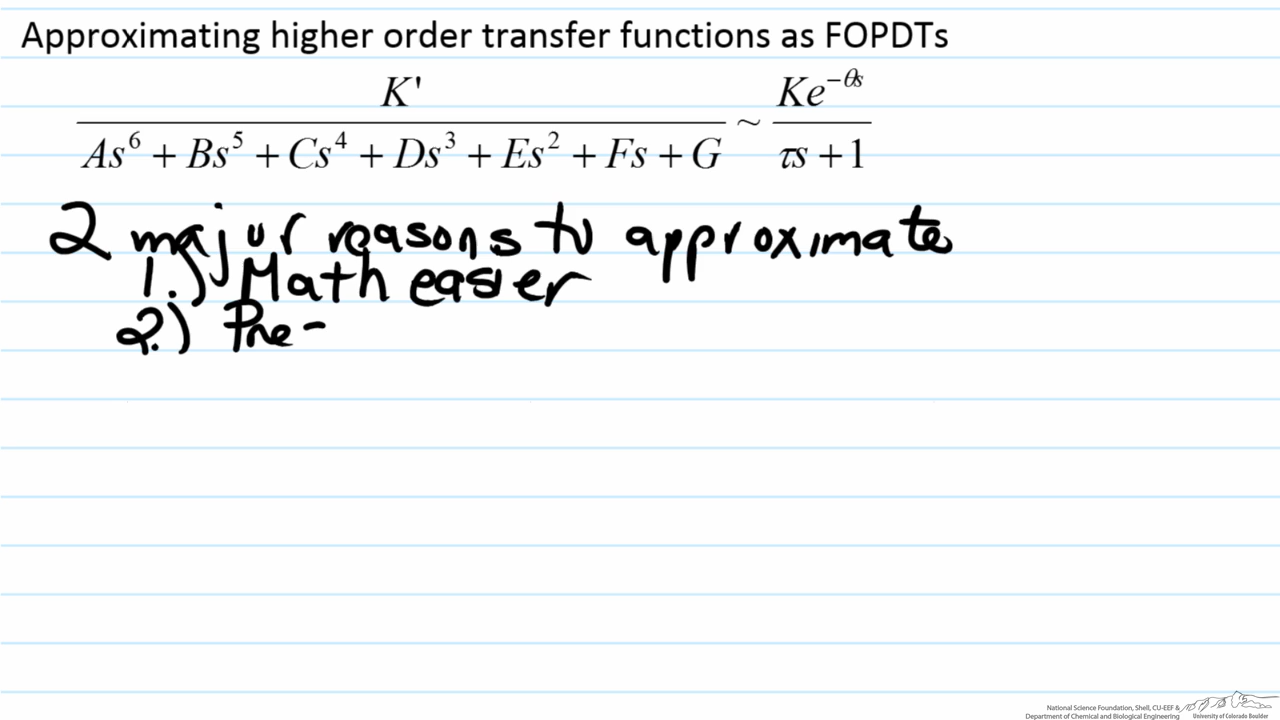 Approximating higher order transfer functions as FOPDTs
K' / (As^6 + Bs^5 + Cs^4 + Ds^3 + Es^2 + Fs + G) ~ Ke^{-θs} / (τs + 1)
2 major reasons to approximate
1.) Math easier
2.) Pre-
National Science Foundation, Shell, CU-EEF &
Department of Chemical and Biological Engineering
University of Colorado Boulder